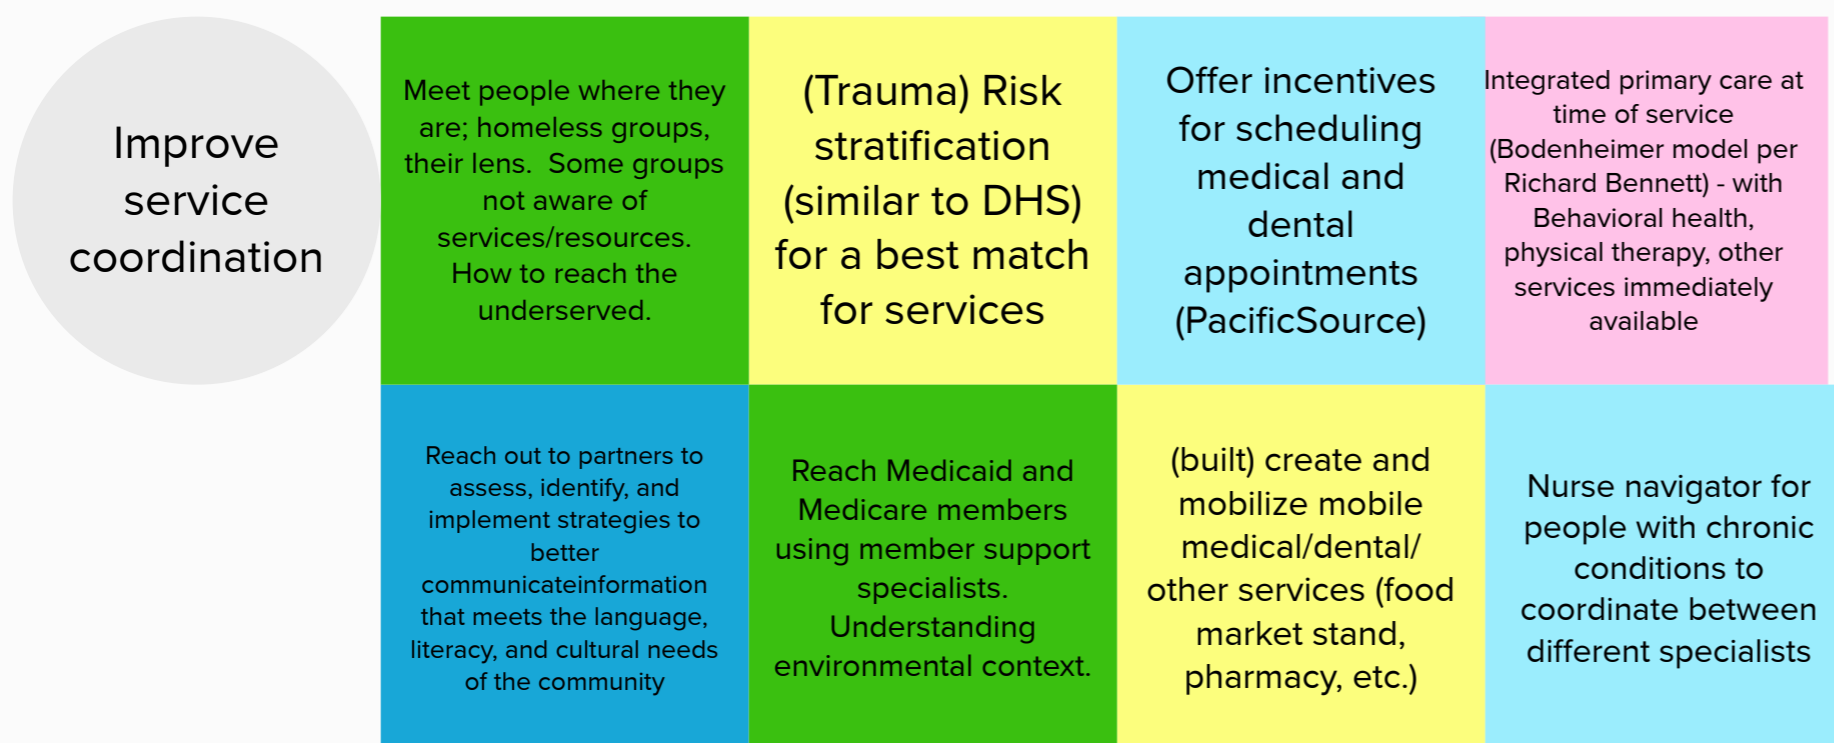 Improve
service
coordination
Meet people where they
are; homeless groups,
their lens.  Some groups
not aware of
services/resources.
How to reach the
underserved.
(Trauma) Risk
stratification
(similar to DHS)
for a best match
for services
Offer incentives
for scheduling
medical and
dental
appointments
(PacificSource)
Integrated primary care at
time of service
(Bodenheimer model per
Richard Bennett) - with
Behavioral health,
physical therapy, other
services immediately
available
Reach out to partners to
assess, identify, and
implement strategies to
better
communicateinformation
that meets the language,
literacy, and cultural needs
of the community
Reach Medicaid and
Medicare members
using member support
specialists.
Understanding
environmental context.
(built) create and
mobilize mobile
medical/dental/
other services (food
market stand,
pharmacy, etc.)
Nurse navigator for
people with chronic
conditions to
coordinate between
different specialists